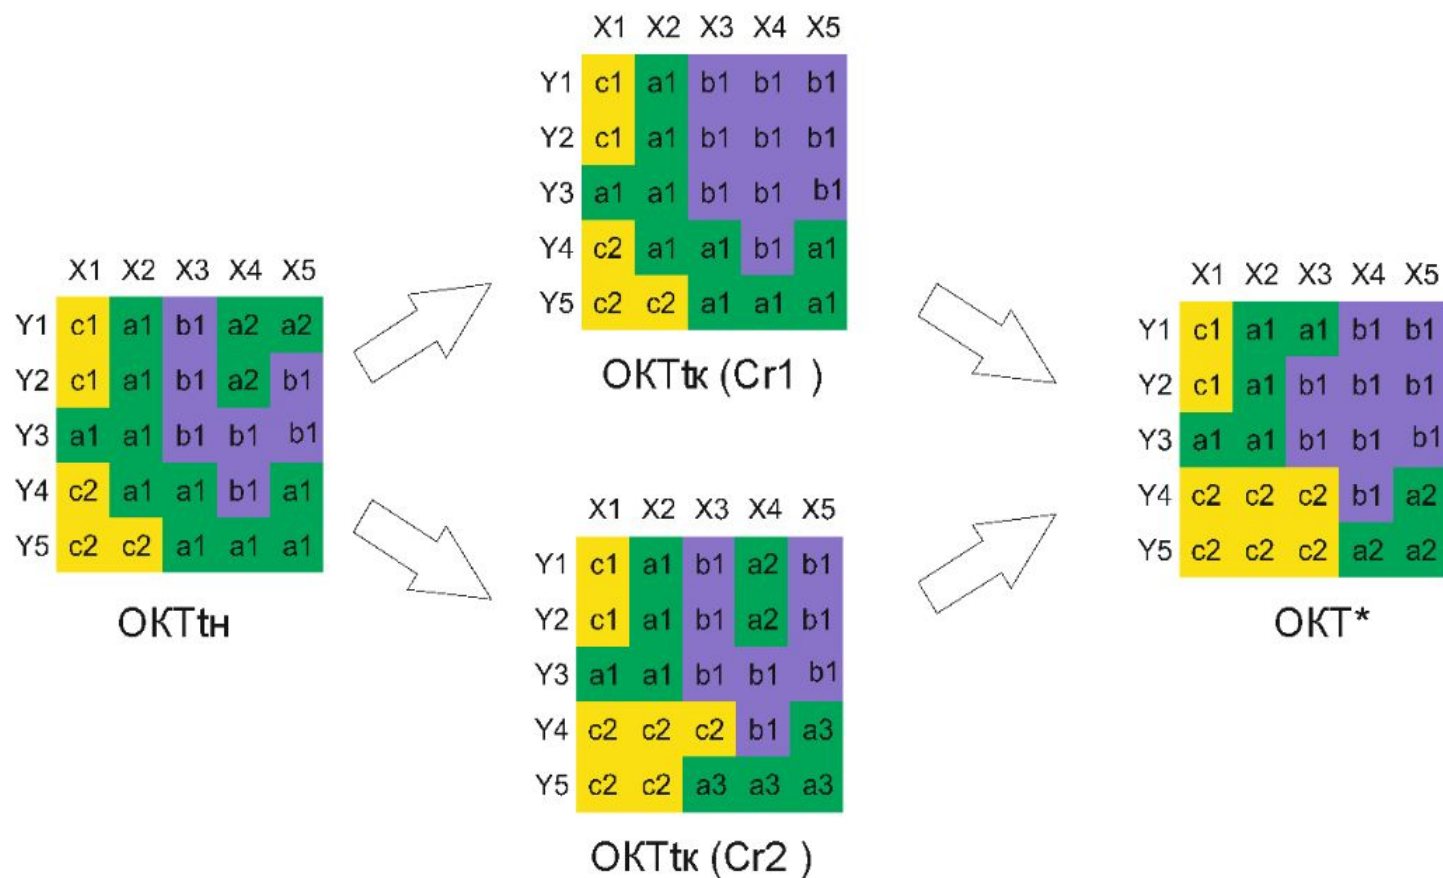 X1 X2 X3 X4 X5
Y1 c1 a1 b1 b1 b1
Y2 c1 a1 b1 b1 b1
Y3 a1 a1 b1 b1 b1
Y4 c2 a1 a1 b1 a1
Y5 c2 c2 a1 a1 a1
ОКТtк (Cr1 )
X1 X2 X3 X4 X5
Y1 c1 a1 b1 a2 a2
Y2 c1 a1 b1 a2 b1
Y3 a1 a1 b1 b1 b1
Y4 c2 a1 a1 b1 a1
Y5 c2 c2 a1 a1 a1
ОКТtн
X1 X2 X3 X4 X5
Y1 c1 a1 b1 a2 b1
Y2 c1 a1 b1 a2 b1
Y3 a1 a1 b1 b1 b1
Y4 c2 c2 c2 b1 a3
Y5 c2 c2 a3 a3 a3
ОКТtк (Cr2 )
X1 X2 X3 X4 X5
Y1 c1 a1 a1 b1 b1
Y2 c1 a1 b1 b1 b1
Y3 a1 a1 b1 b1 b1
Y4 c2 c2 c2 b1 a2
Y5 c2 c2 c2 a2 a2
ОКТ*